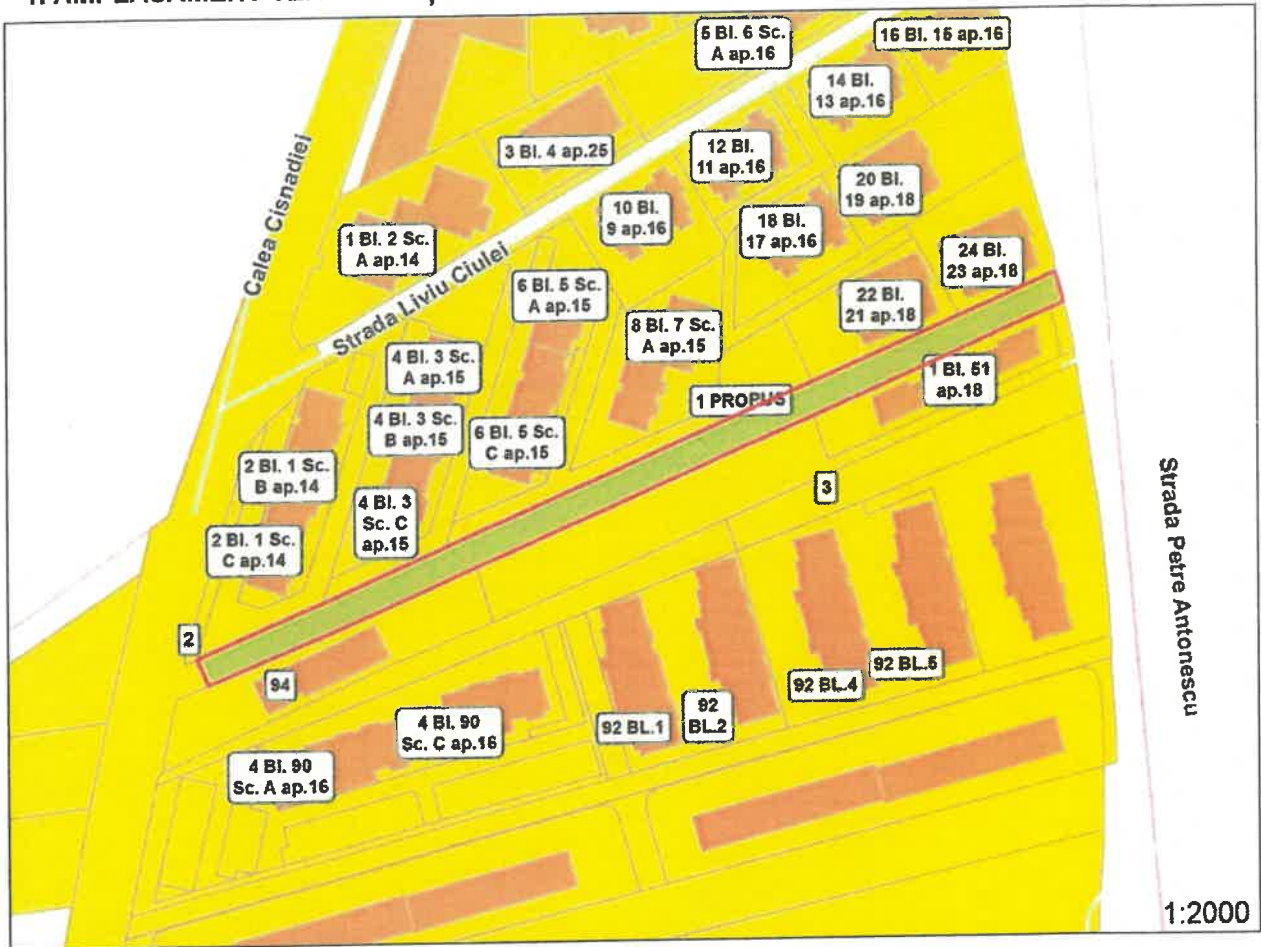 5 Bl. 6 Sc.
A ap.16
16 Bl. 15 ap.16
14 Bl.
13 ap.16
3 Bl. 4 ap.25
12 Bl.
11 ap.16
20 Bl.
19 ap.18
Calea Cisnadiei
10 Bl.
9 ap.16
18 Bl.
17 ap.16
1 Bl. 2 Sc.
A ap.14
24 Bl.
23 ap.18
Strada Liviu Ciulei
6 Bl. 5 Sc.
A ap.15
22 Bl.
21 ap.18
8 Bl. 7 Sc.
A ap.15
4 Bl. 3 Sc.
A ap.15
1 Bl. 51
ap.18
1 PROPUS
4 Bl. 3 Sc.
B ap.15
6 Bl. 5 Sc.
C ap.15
2 Bl. 1 Sc.
B ap.14
3
4 Bl. 3
Sc. C
ap.15
2 Bl. 1 Sc.
C ap.14
Strada Petre Antonescu
2
94
92 BL.5
92 BL.4
4 Bl. 90
Sc. C ap.16
92 BL.1
92
BL.2
4 Bl. 90
Sc. A ap.16
1:2000